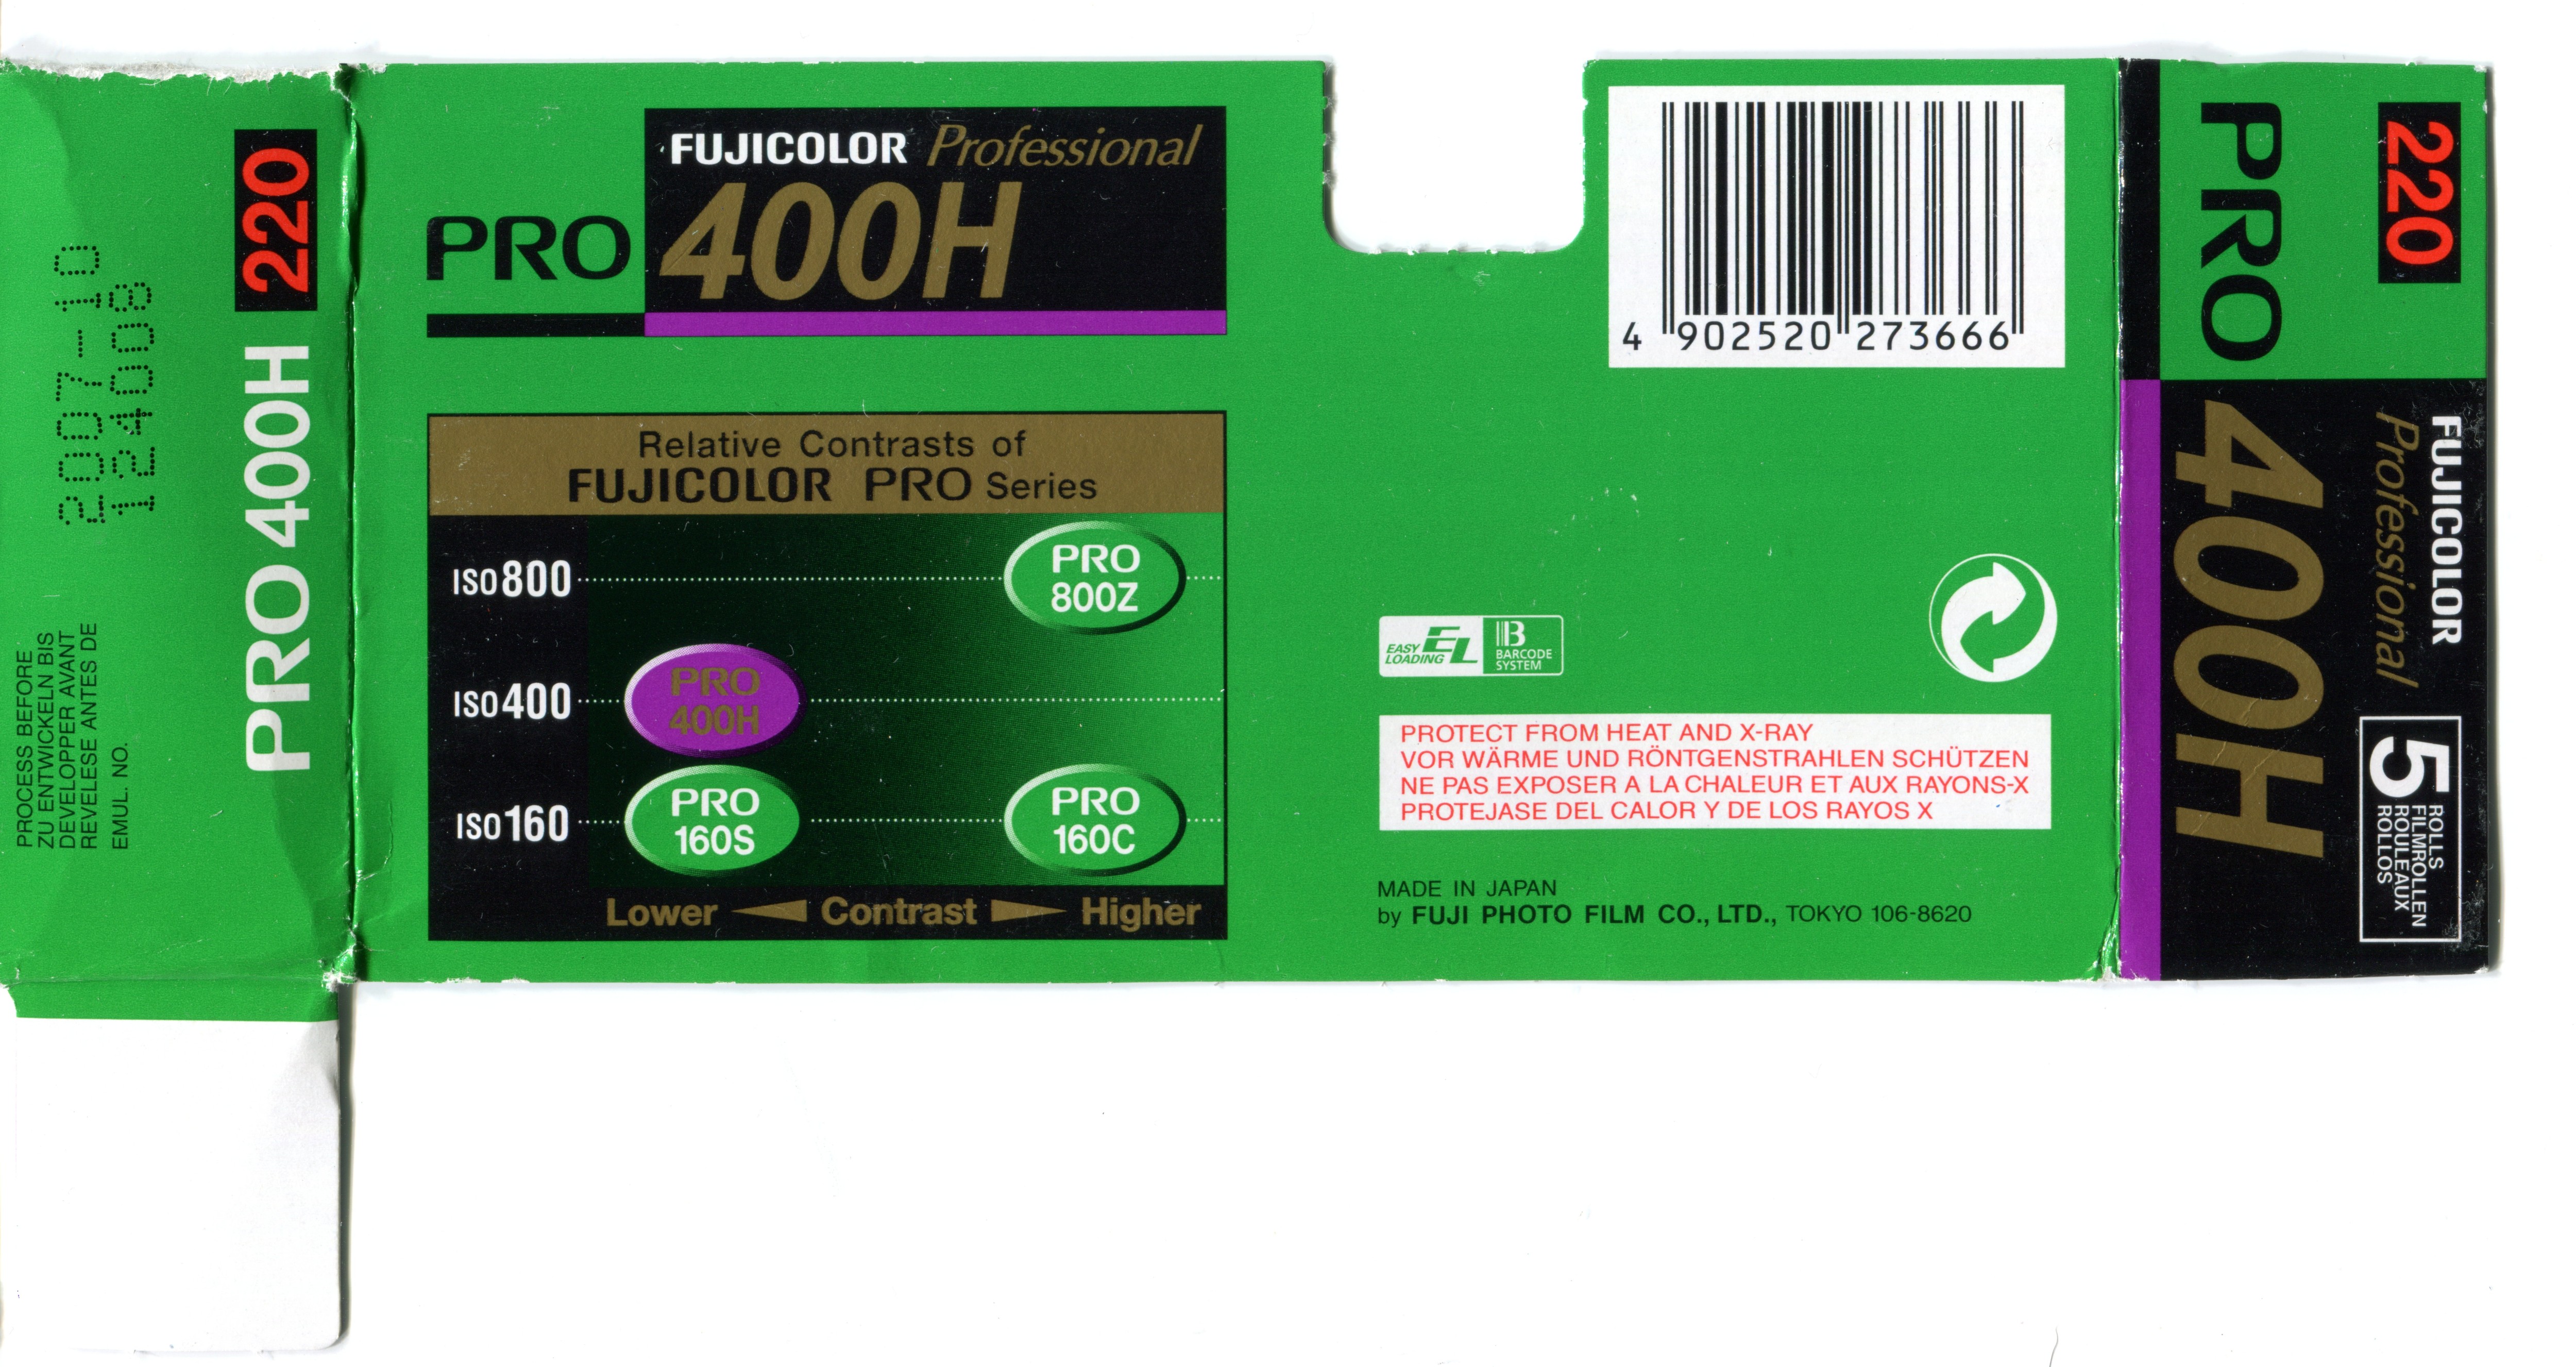 PROCESS BEFORE
ZU ENTWICKELN BIS
DEVELOPPER AVANT
REVELESE ANTES DE
EMUL. NO.
2007-10
124008
PRO 400H 220
FUJICOLOR Professional
PRO 400H
Relative Contrasts of
FUJICOLOR PRO Series
ISO800
PRO
800Z
ISO400
PRO
400H
ISO160
PRO
160S
PRO
160C
Lower Contrast Higher
4 902520 273666
EASY
LOADING
EL
B
BARCODE
SYSTEM
PROTECT FROM HEAT AND X-RAY
VOR WÄRME UND RÖNTGENSTRAHLEN SCHÜTZEN
NE PAS EXPOSER A LA CHALEUR ET AUX RAYONS-X
PROTEJASE DEL CALOR Y DE LOS RAYOS X
MADE IN JAPAN
by FUJI PHOTO FILM CO., LTD., TOKYO 106-8620
220
FUJICOLOR
Professional
PRO 400H
5
ROLLS
FILMROLLEN
ROULEAUX
ROLLOS